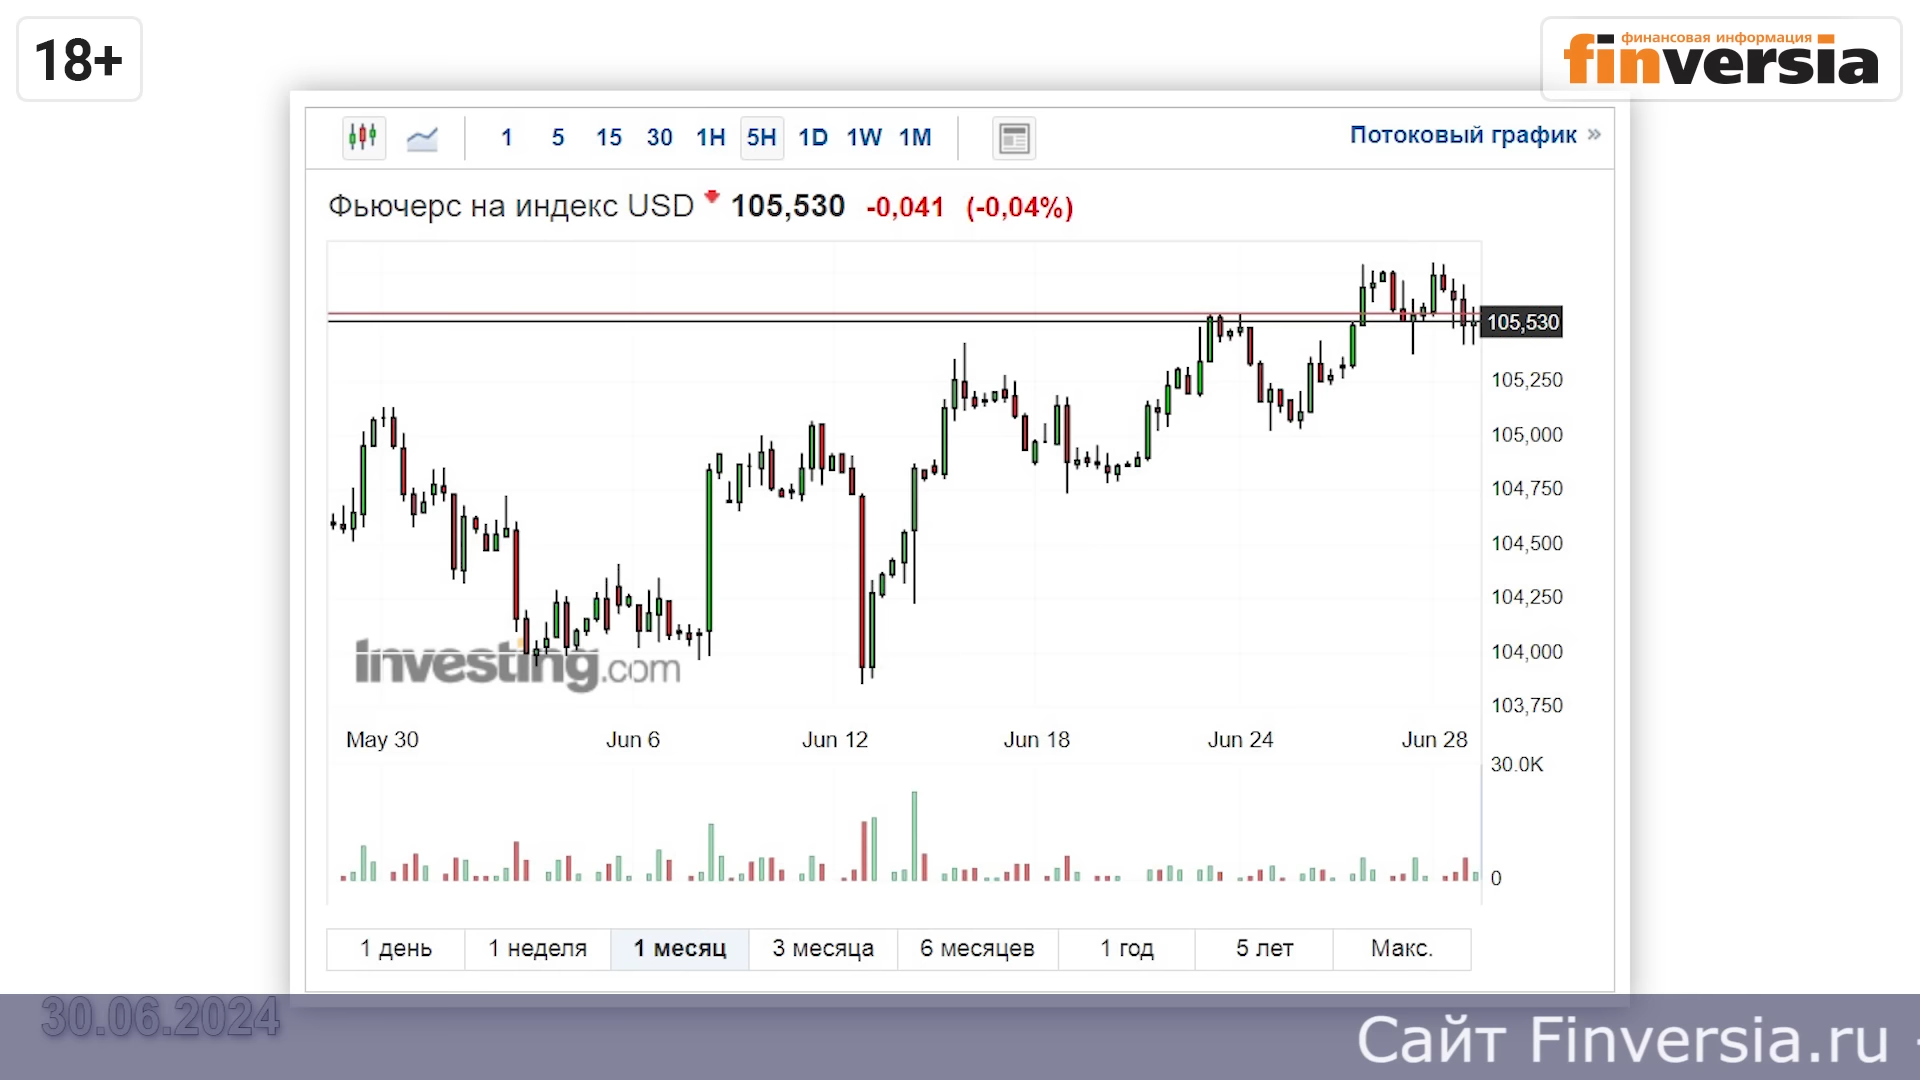 18+
финансовая информация
finversia
1 5 15 30 1H 5H 1D 1W 1M
Потоковый график »
Фьючерс на индекс USD 105,530 -0,041 (-0,04%)
105,530
105,250
105,000
104,750
104,500
104,250
104,000
103,750
Investing.com
May 30 Jun 6 Jun 12 Jun 18 Jun 24 Jun 28
30.0K
0
1 день 1 неделя 1 месяц 3 месяца 6 месяцев 1 год 5 лет Макс.
30.06.2024
Сайт Finversia.ru